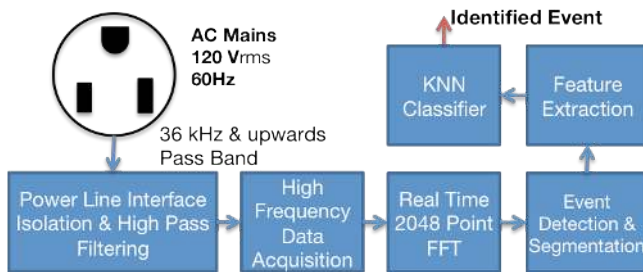 AC Mains
120 Vrms
60Hz
36 kHz & upwards
Pass Band
Power Line Interface
Isolation & High Pass
Filtering
High
Frequency
Data
Acquisition
Real Time
2048 Point
FFT
Event
Detection &
Segmentation
Feature
Extraction
KNN
Classifier
Identified Event